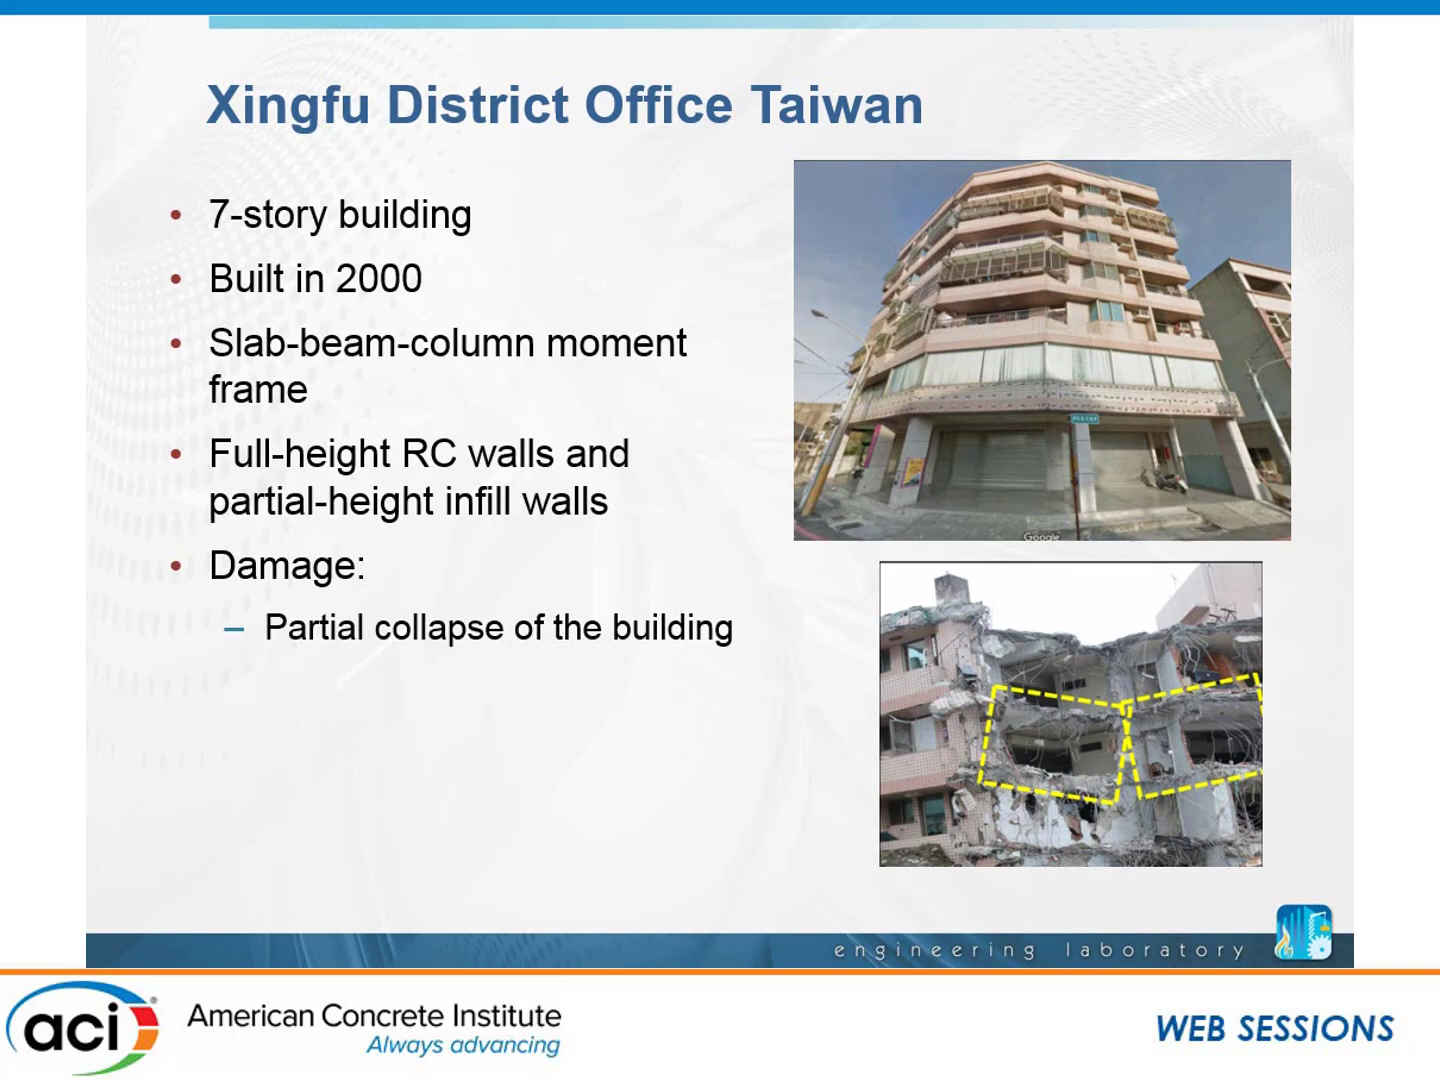 Xingfu District Office Taiwan
• 7-story building
• Built in 2000
• Slab-beam-column moment
frame
• Full-height RC walls and
partial-height infill walls
• Damage:
– Partial collapse of the building
Google
engineering laboratory
aci®
American Concrete Institute
Always advancing
WEB SESSIONS